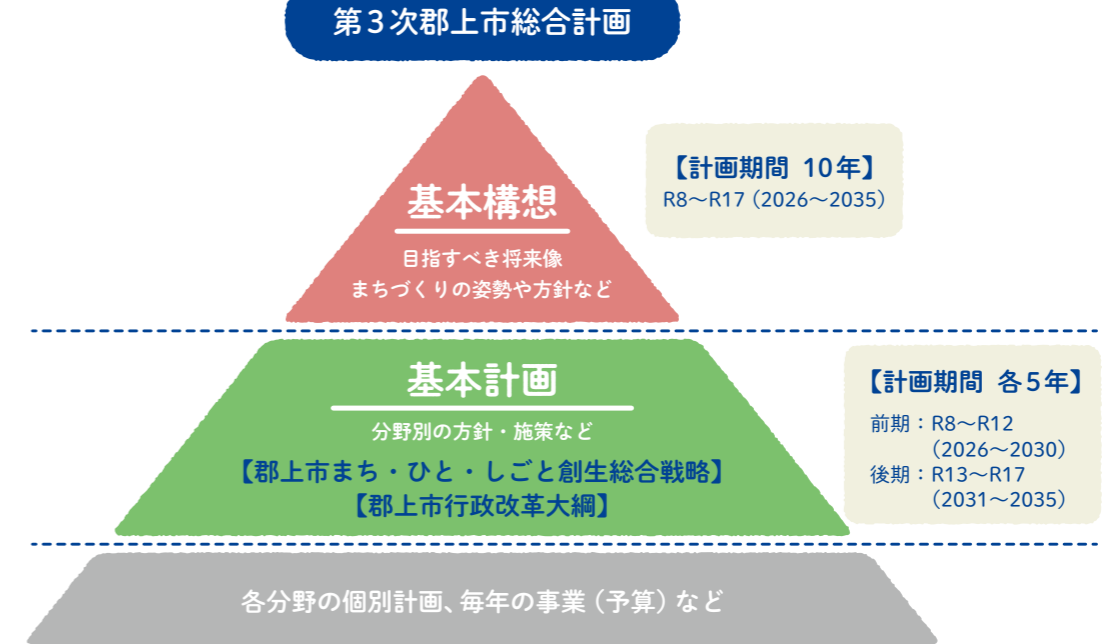 第3次郡上市総合計画
基本構想
目指すべき将来像
まちづくりの姿勢や方針など
【計画期間 10年】
R8～R17（2026～2035）
基本計画
分野別の方針・施策など
【郡上市まち・ひと・しごと創生総合戦略】
【郡上市行政改革大綱】
【計画期間 各5年】
前期：R8～R12
（2026～2030）
後期：R13～R17
（2031～2035）
各分野の個別計画、毎年の事業（予算）など